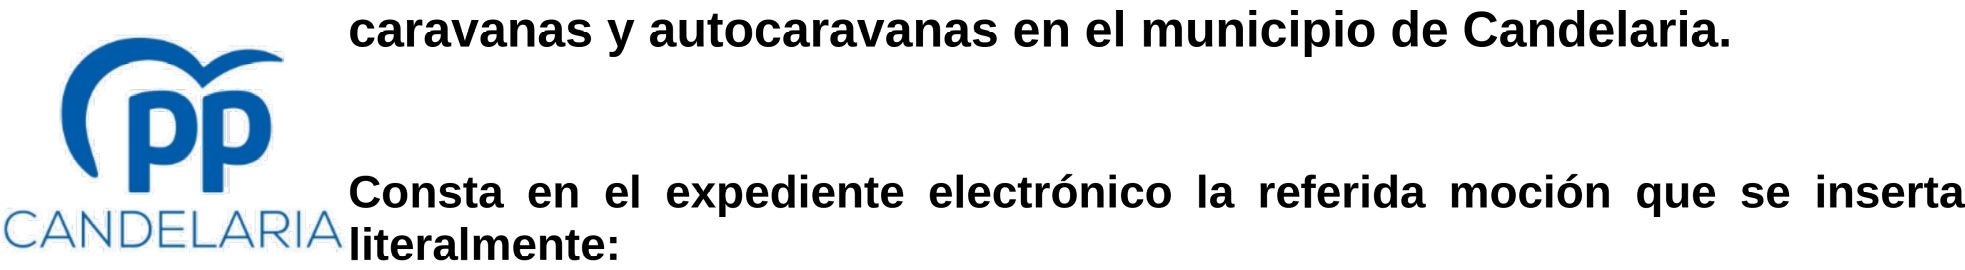 caravanas y autocaravanas en el municipio de Candelaria.
pp
CANDELARIA
Consta en el expediente electrónico la referida moción que se inserta
literalmente: